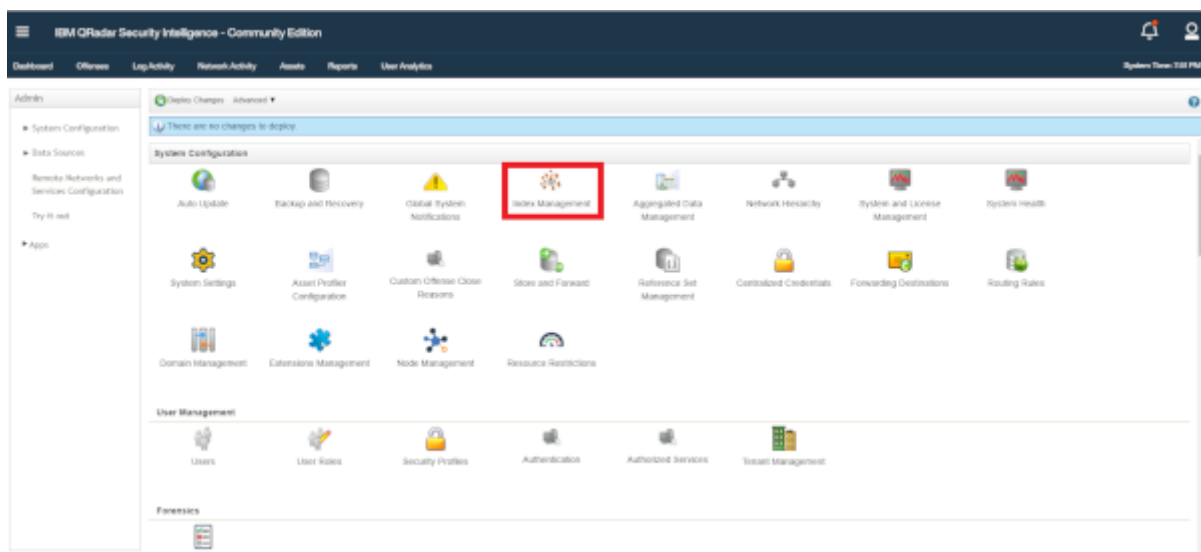 IBM QRadar Security Intelligence - Community Edition
Dashboard Offenses Log Activity Network Activity Assets Reports User Analytics
System Time: 7:01 PM
Admin
Deploy Changes Advanced
There are no changes to deploy.
System Configuration
Data Sources
Remote Networks and
Services Configuration
Try it out
Apps
System Configuration
Auto Update
Backup and Recovery
Global System
Notifications
Index Management
Aggregated Data
Management
Network Hierarchy
System and License
Management
System Health
System Settings
Asset Profiler
Configuration
Custom Offense Close
Reasons
Store and Forward
Reference Set
Management
Centralized Credentials
Forwarding Destinations
Routing Rules
Domain Management
Extensions Management
Node Management
Resource Restrictions
User Management
Users
User Roles
Security Profiles
Authentication
Authorized Services
Tenant Management
Forensics